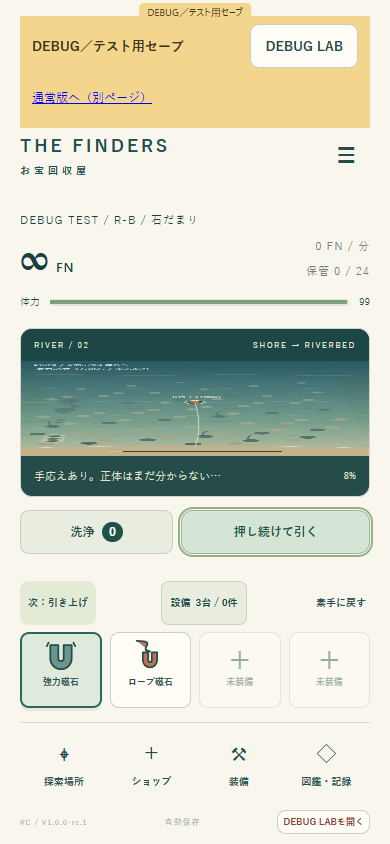 DEBUG／テスト用セーブ
DEBUG／テスト用セーブ
DEBUG LAB
通常版へ（別ページ）
THE FINDERS
お宝回収屋
DEBUG TEST / R-B / 石だまり
∞ FN
0 FN / 分
保管 0 / 24
体力
99
RIVER / 02
SHORE — RIVERBED
手応えあり。正体はまだ分からない…
8%
洗浄 0
押し続けて引く
次：引き上げ
設備 3台 / 0件
素手に戻す
強力磁石
ロープ磁石
未装備
未装備
探索場所
ショップ
装備
図鑑・記録
RC / V1.0.0-rc.1
自動保存
DEBUG LABを開く